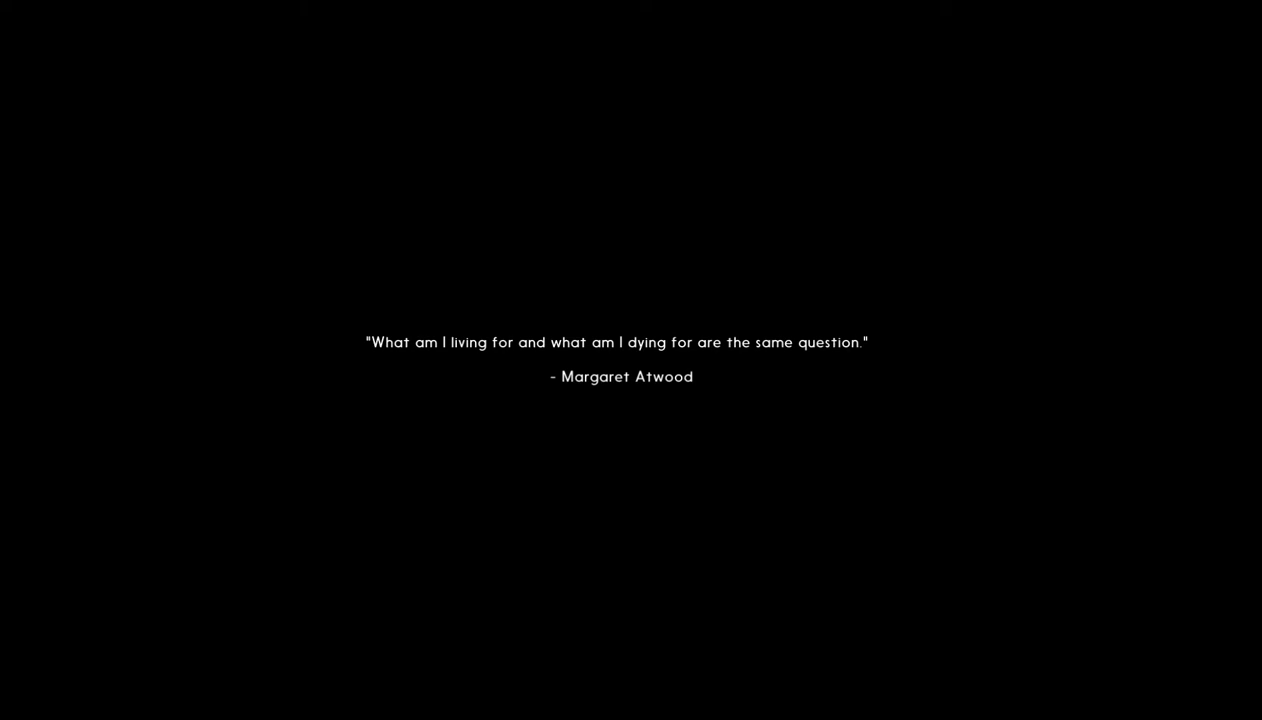 "What am I living for and what am I dying for are the same question."
- Margaret Atwood